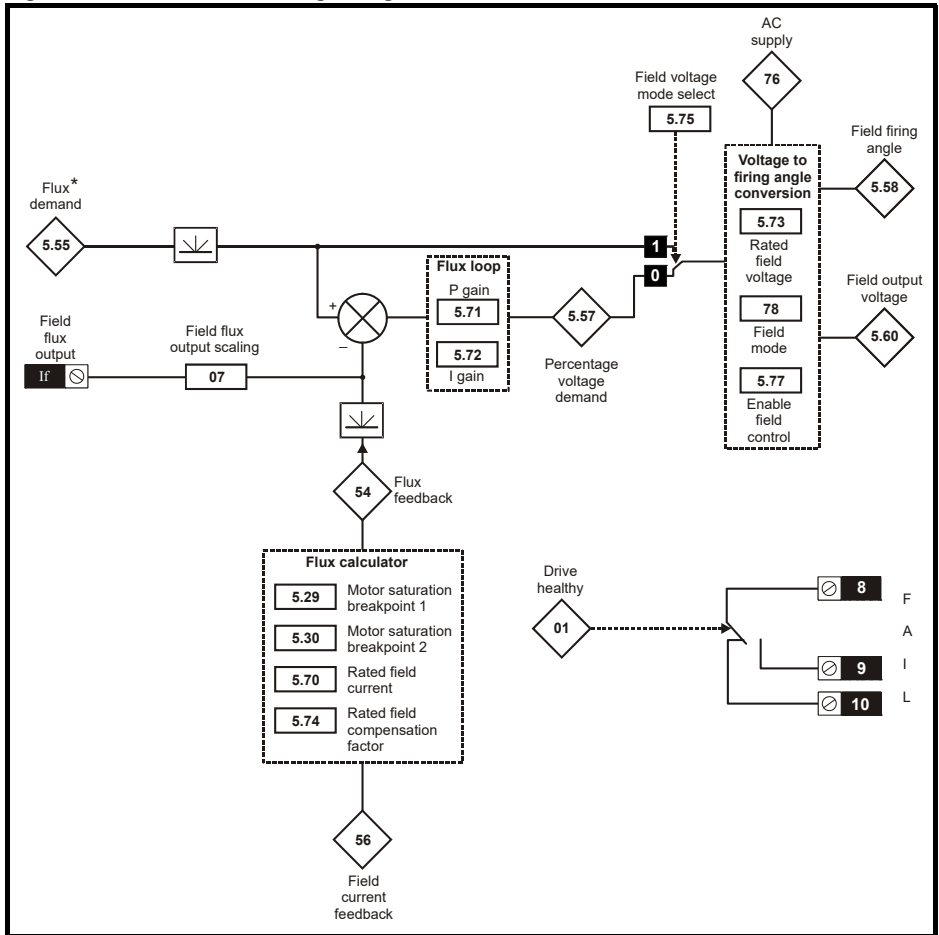 AC
supply
76
Field voltage
mode select
5.75
Field firing
angle
5.58
Voltage to
firing angle
conversion
5.73
Rated
field
voltage
78
Field
mode
5.77
Enable
field
control
Field output
voltage
5.60
Flux*
demand
5.55
1
0
Flux loop
P gain
5.71
5.72
I gain
+
–
5.57
Percentage
voltage
demand
Field
flux
output
If
Field flux
output scaling
07
54
Flux
feedback
Flux calculator
5.29 Motor saturation
breakpoint 1
5.30 Motor saturation
breakpoint 2
5.70 Rated field
current
5.74 Rated field
compensation
factor
56
Field
current
feedback
Drive
healthy
01
8
9
10
F
A
I
L